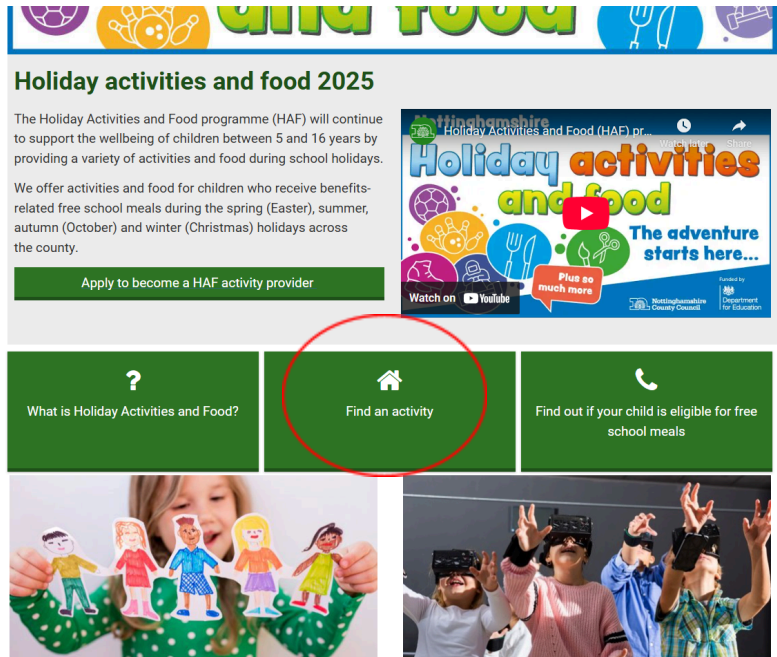 and food
Holiday activities and food 2025
The Holiday Activities and Food programme (HAF) will continue
to support the wellbeing of children between 5 and 16 years by
providing a variety of activities and food during school holidays.
We offer activities and food for children who receive benefits-
related free school meals during the spring (Easter), summer,
autumn (October) and winter (Christmas) holidays across
the county.
Apply to become a HAF activity provider
Nottinghamshire
Holiday Activities and Food (HAF) pr...
Watch later
Share
Holiday activities
and food
The adventure
starts here...
Plus so
much more
Watch on YouTube
Nottinghamshire
County Council
Funded by
Department
for Education
?
What is Holiday Activities and Food?
Find an activity
Find out if your child is eligible for free
school meals